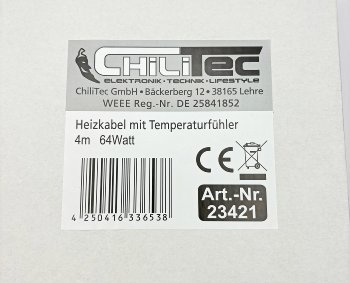 CHILITEC
ELEKTRONIK • TECHNIK • LIFESTYLE
ChiliTec GmbH • Bäckerberg 12 • 38165 Lehre
WEEE Reg.-Nr. DE 25841852
Heizkabel mit Temperaturfühler
4m 64Watt
CE
Art.-Nr.
23421
4 250416 336538